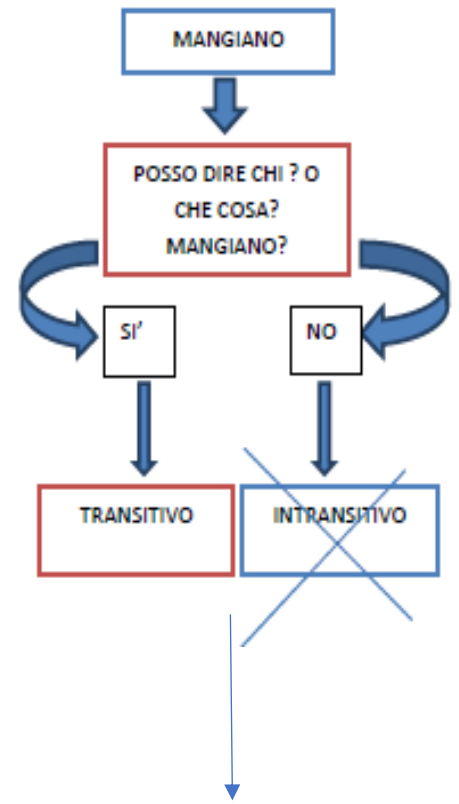 MANGIANO
POSSO DIRE CHI ? O
CHE COSA?
MANGIANO?
SI'
NO
TRANSITIVO
INTRANSITIVO